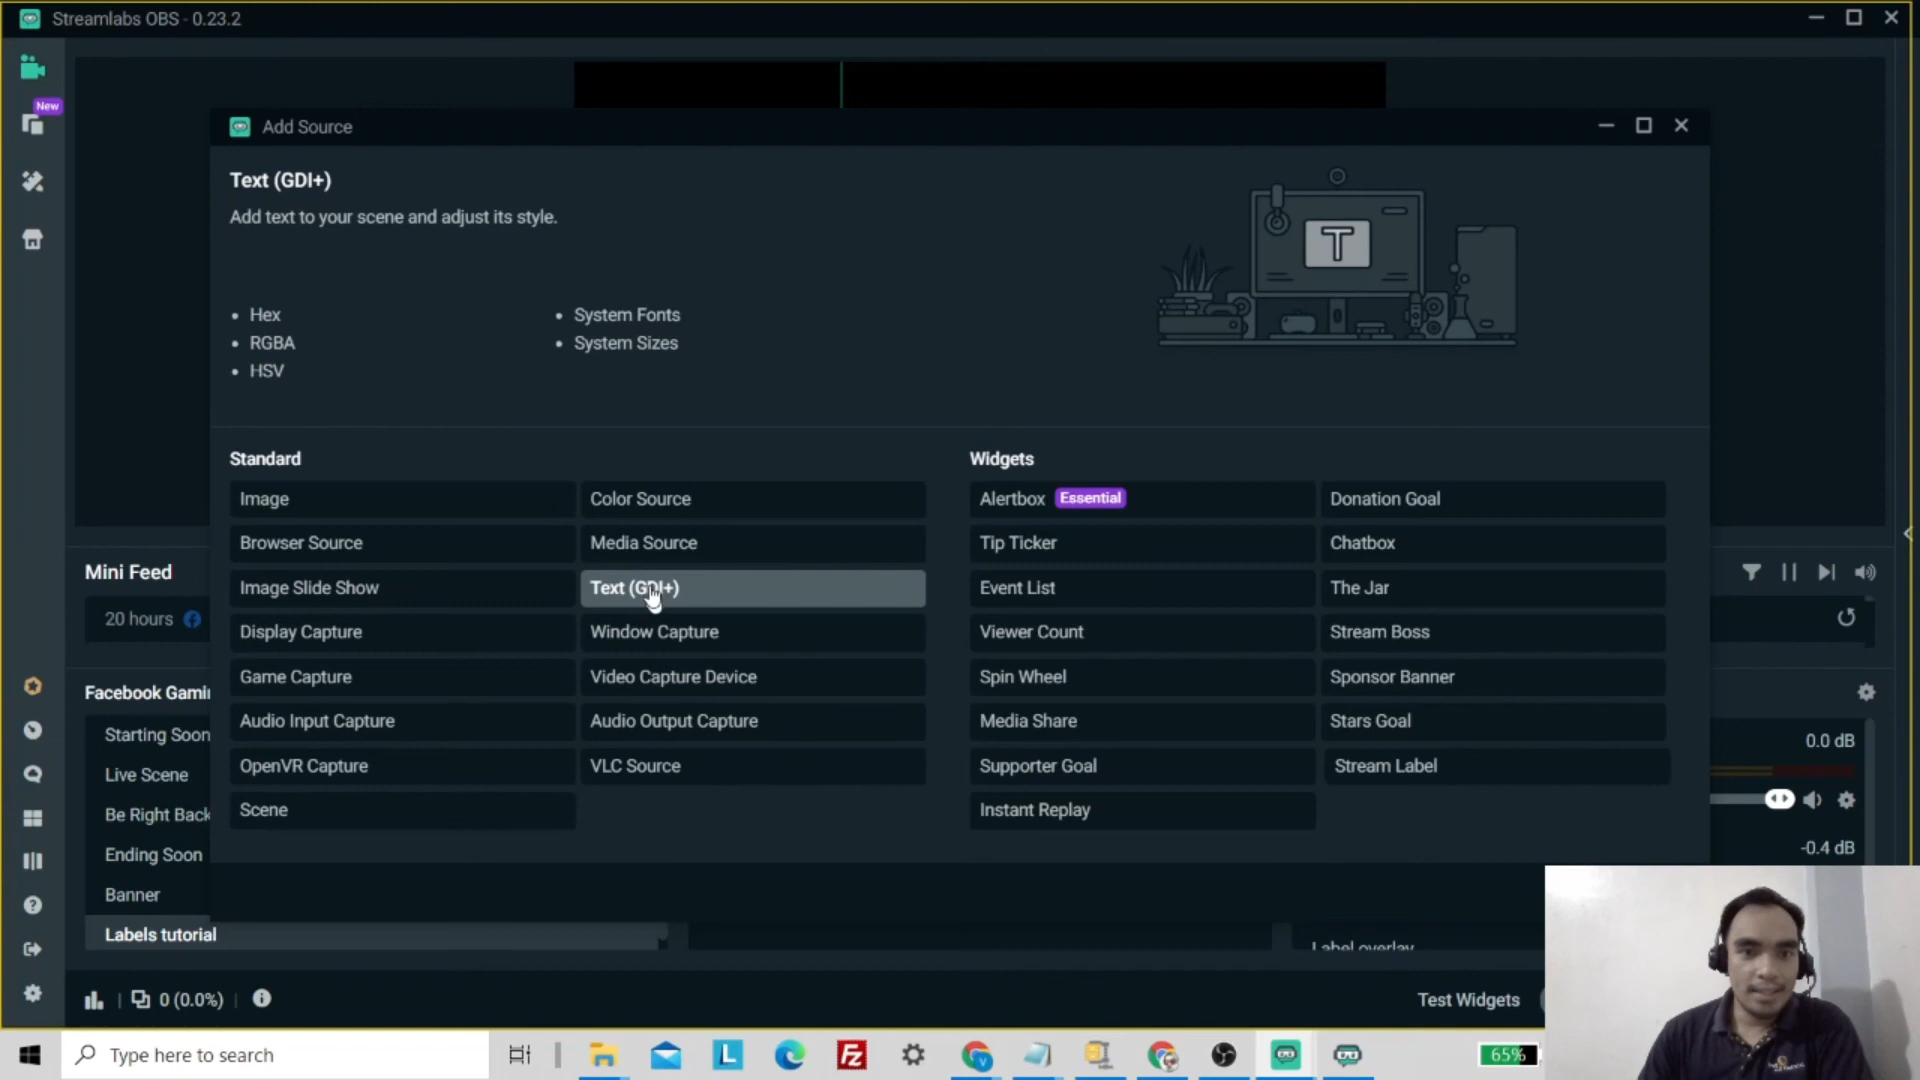 Streamlabs OBS - 0.23.2
New
Add Source
Text (GDI+)
Add text to your scene and adjust its style.
T
Hex
RGBA
HSV
System Fonts
System Sizes
Standard
Image
Color Source
Browser Source
Media Source
Image Slide Show
Text (GDI+)
Display Capture
Window Capture
Game Capture
Video Capture Device
Audio Input Capture
Audio Output Capture
OpenVR Capture
VLC Source
Scene
Widgets
Alertbox Essential
Donation Goal
Tip Ticker
Chatbox
Event List
The Jar
Viewer Count
Stream Boss
Spin Wheel
Sponsor Banner
Media Share
Stars Goal
Supporter Goal
Stream Label
Instant Replay
Mini Feed
20 hours
Facebook Gami
Starting Soon
Live Scene
Be Right Back
Ending Soon
Banner
Labels tutorial
0.0 dB
-0.4 dB
Label overlay
0 (0.0%)
Test Widgets
Type here to search
L
Fz
V
65%